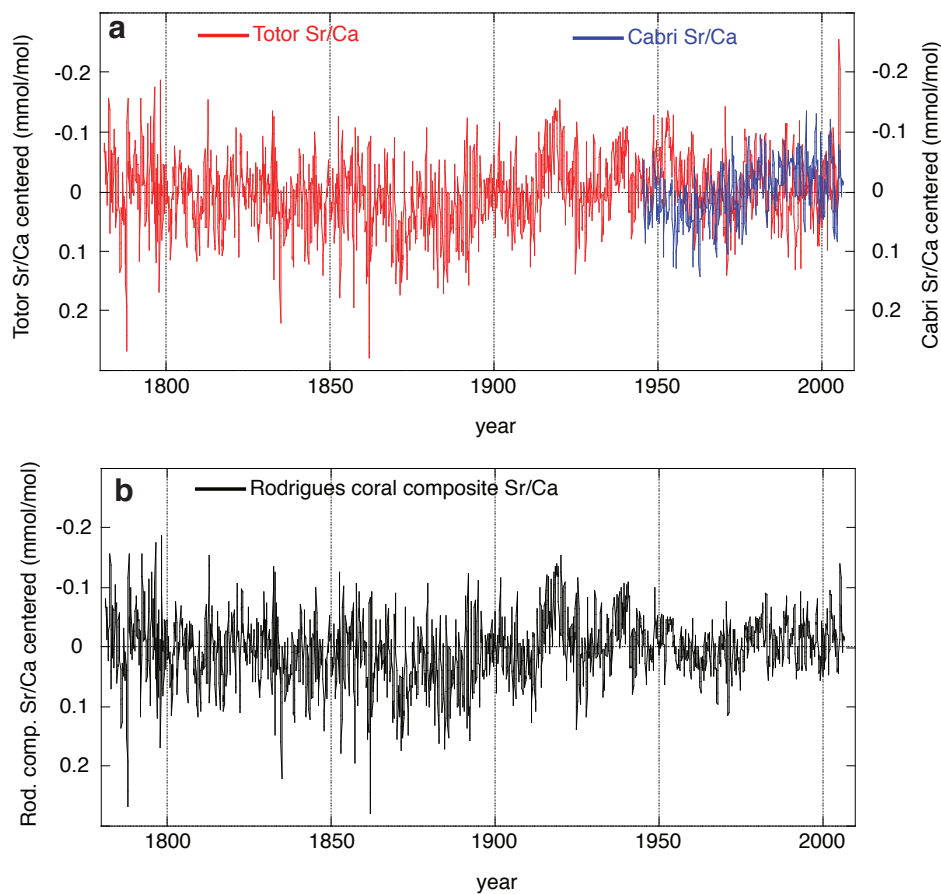 a
Totor Sr/Ca
Cabri Sr/Ca
Totor Sr/Ca centered (mmol/mol)
-0.2
-0.1
0
0.1
0.2
-0.2
-0.1
0
0.1
0.2
Cabri Sr/Ca centered (mmol/mol)
1800 1850 1900 1950 2000
year
b
Rodrigues coral composite Sr/Ca
Rod. comp. Sr/Ca centered (mmol/mol)
-0.2
-0.1
0
0.1
0.2
1800 1850 1900 1950 2000
year